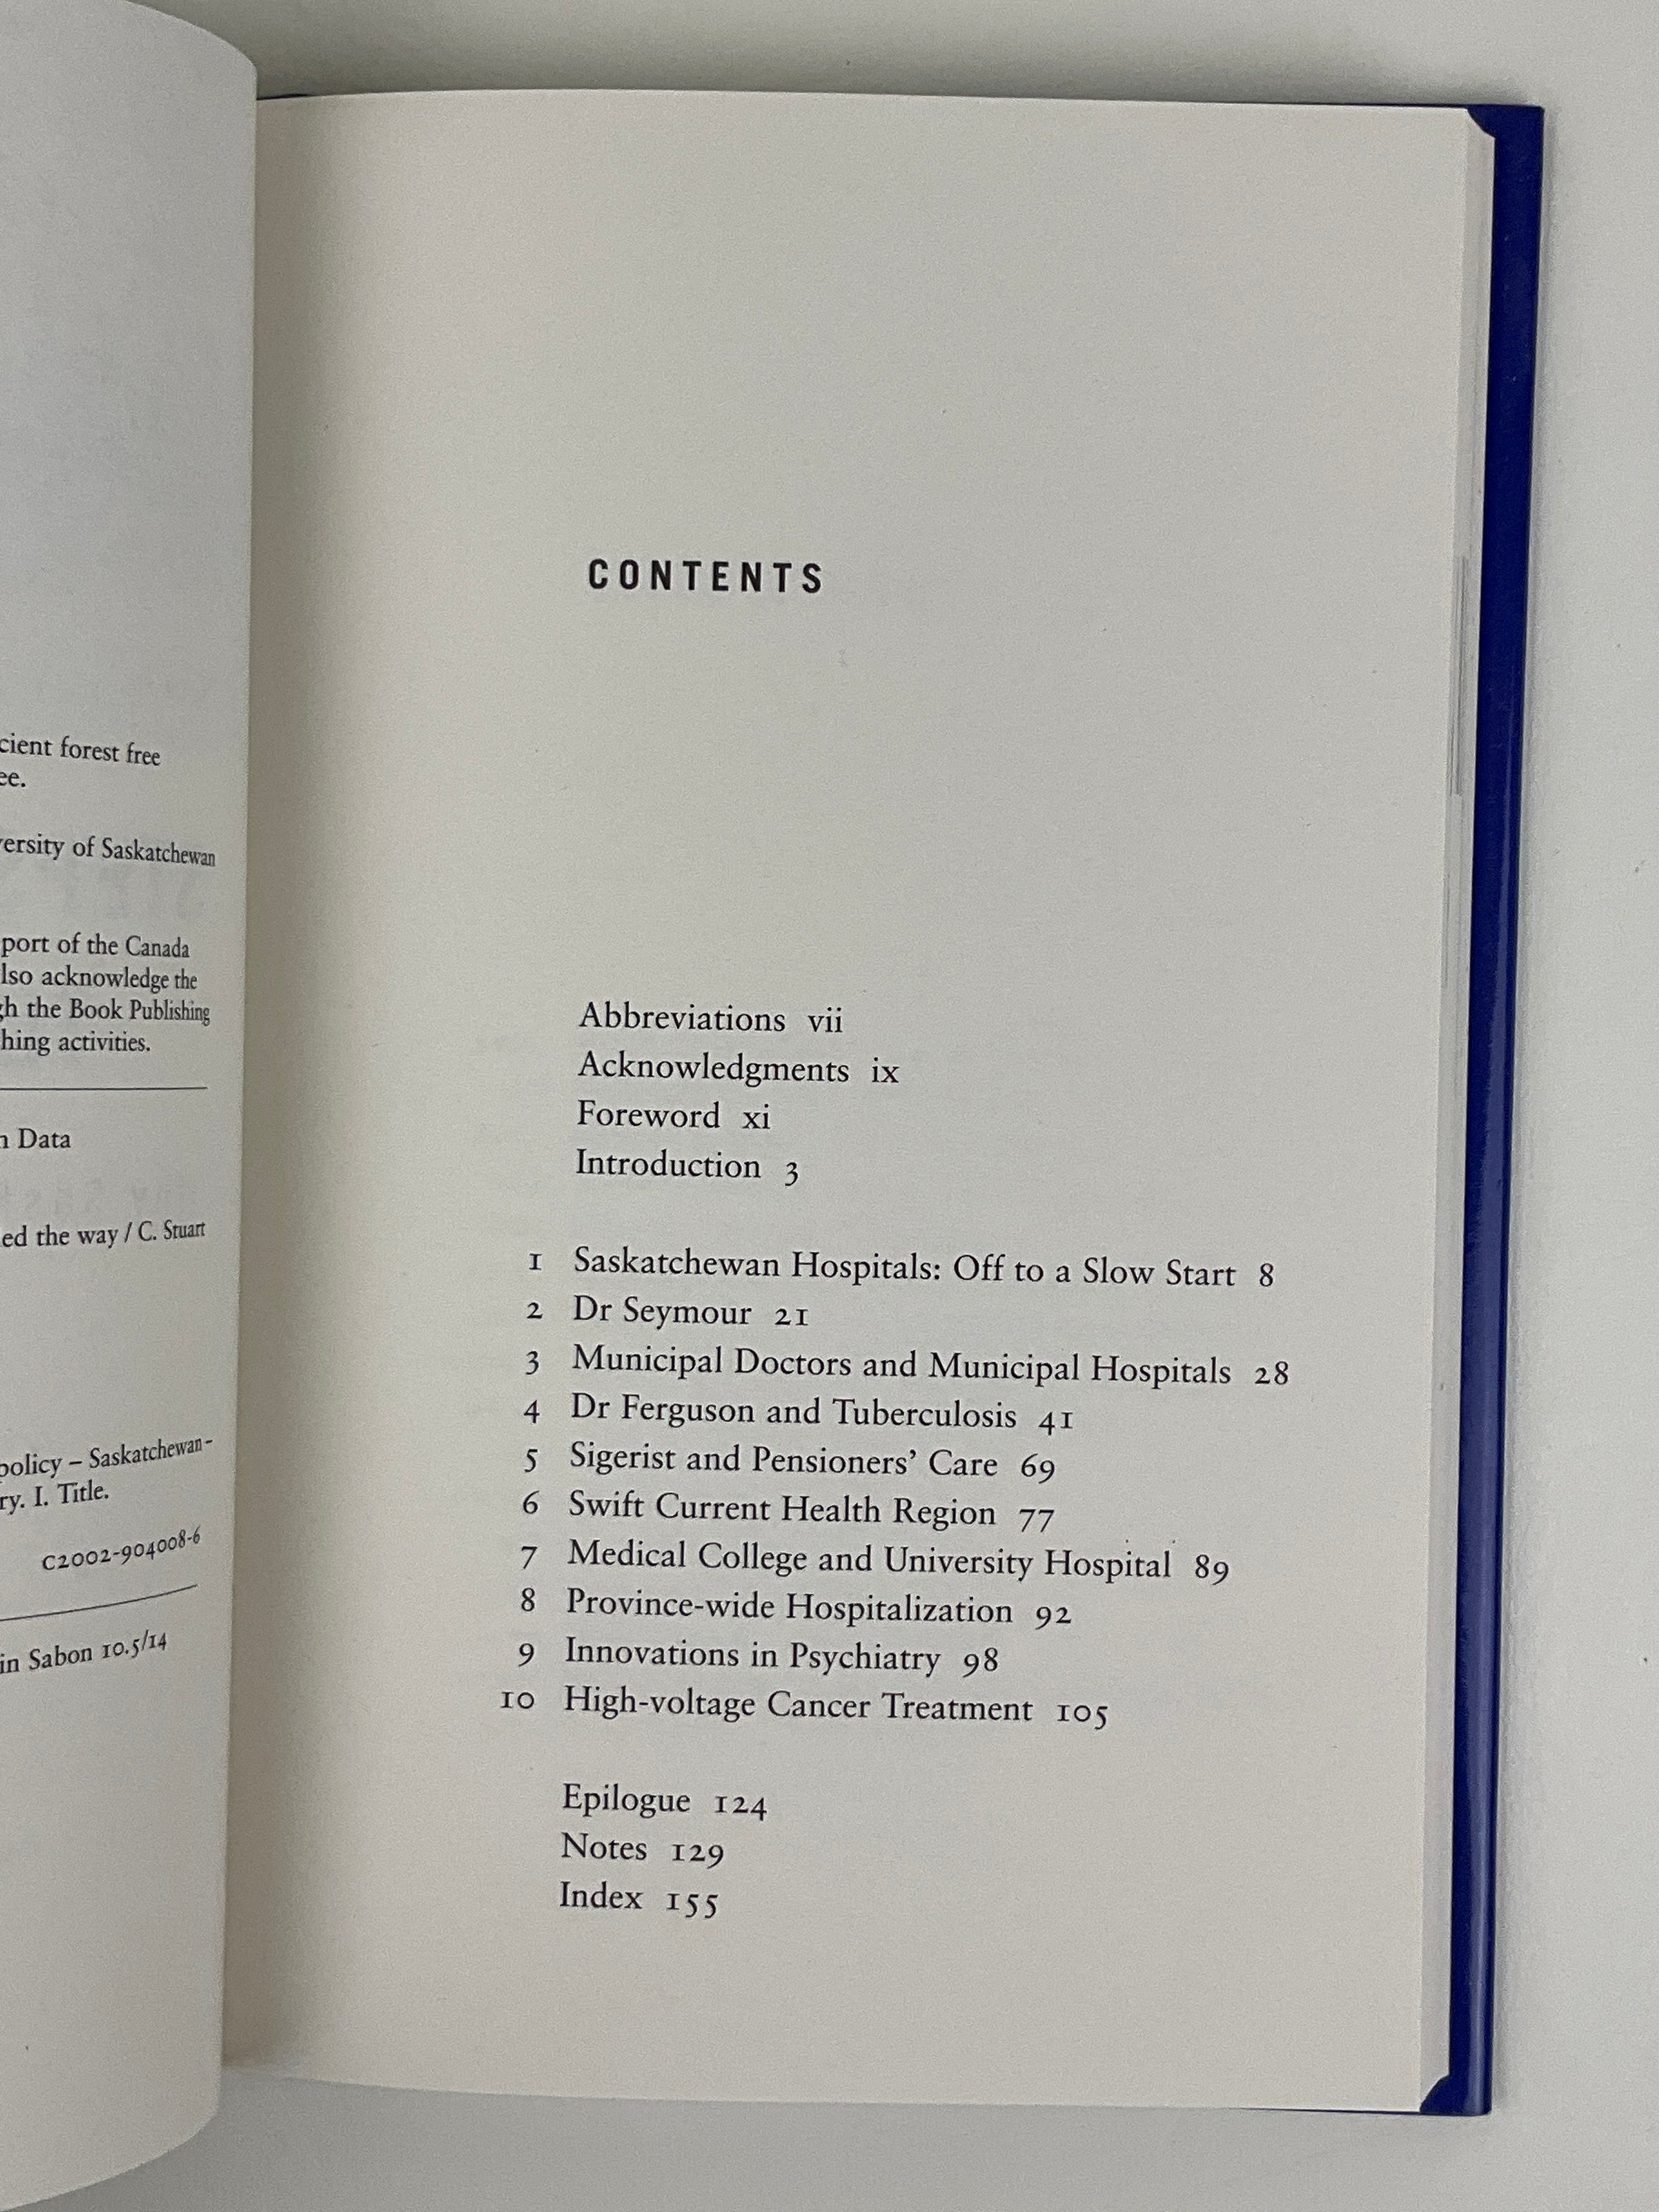 cient forest free
ee.
versity of Saskatchewan
port of the Canada
lso acknowledge the
gh the Book Publishing
hing activities.
n Data
ed the way / C. Stuart
policy – Saskatchewan–
ry. I. Title.
C2002-904008-6
in Sabon 10.5/14
CONTENTS
Abbreviations vii
Acknowledgments ix
Foreword xi
Introduction 3
1 Saskatchewan Hospitals: Off to a Slow Start 8
2 Dr Seymour 21
3 Municipal Doctors and Municipal Hospitals 28
4 Dr Ferguson and Tuberculosis 41
5 Sigerist and Pensioners’ Care 69
6 Swift Current Health Region 77
7 Medical College and University Hospital 89
8 Province-wide Hospitalization 92
9 Innovations in Psychiatry 98
10 High-voltage Cancer Treatment 105
Epilogue 124
Notes 129
Index 155